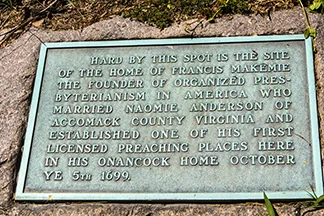 HARD BY THIS SPOT IS THE SITE
OF THE HOME OF FRANCIS MAKEMIE
THE FOUNDER OF ORGANIZED PRES-
BYTERIANISM IN AMERICA WHO
MARRIED NAOMIE ANDERSON OF
ACCOMACK COUNTY VIRGINIA AND
ESTABLISHED ONE OF HIS FIRST
LICENSED PREACHING PLACES HERE
IN HIS ONANCOCK HOME OCTOBER
YE 5TH 1699.